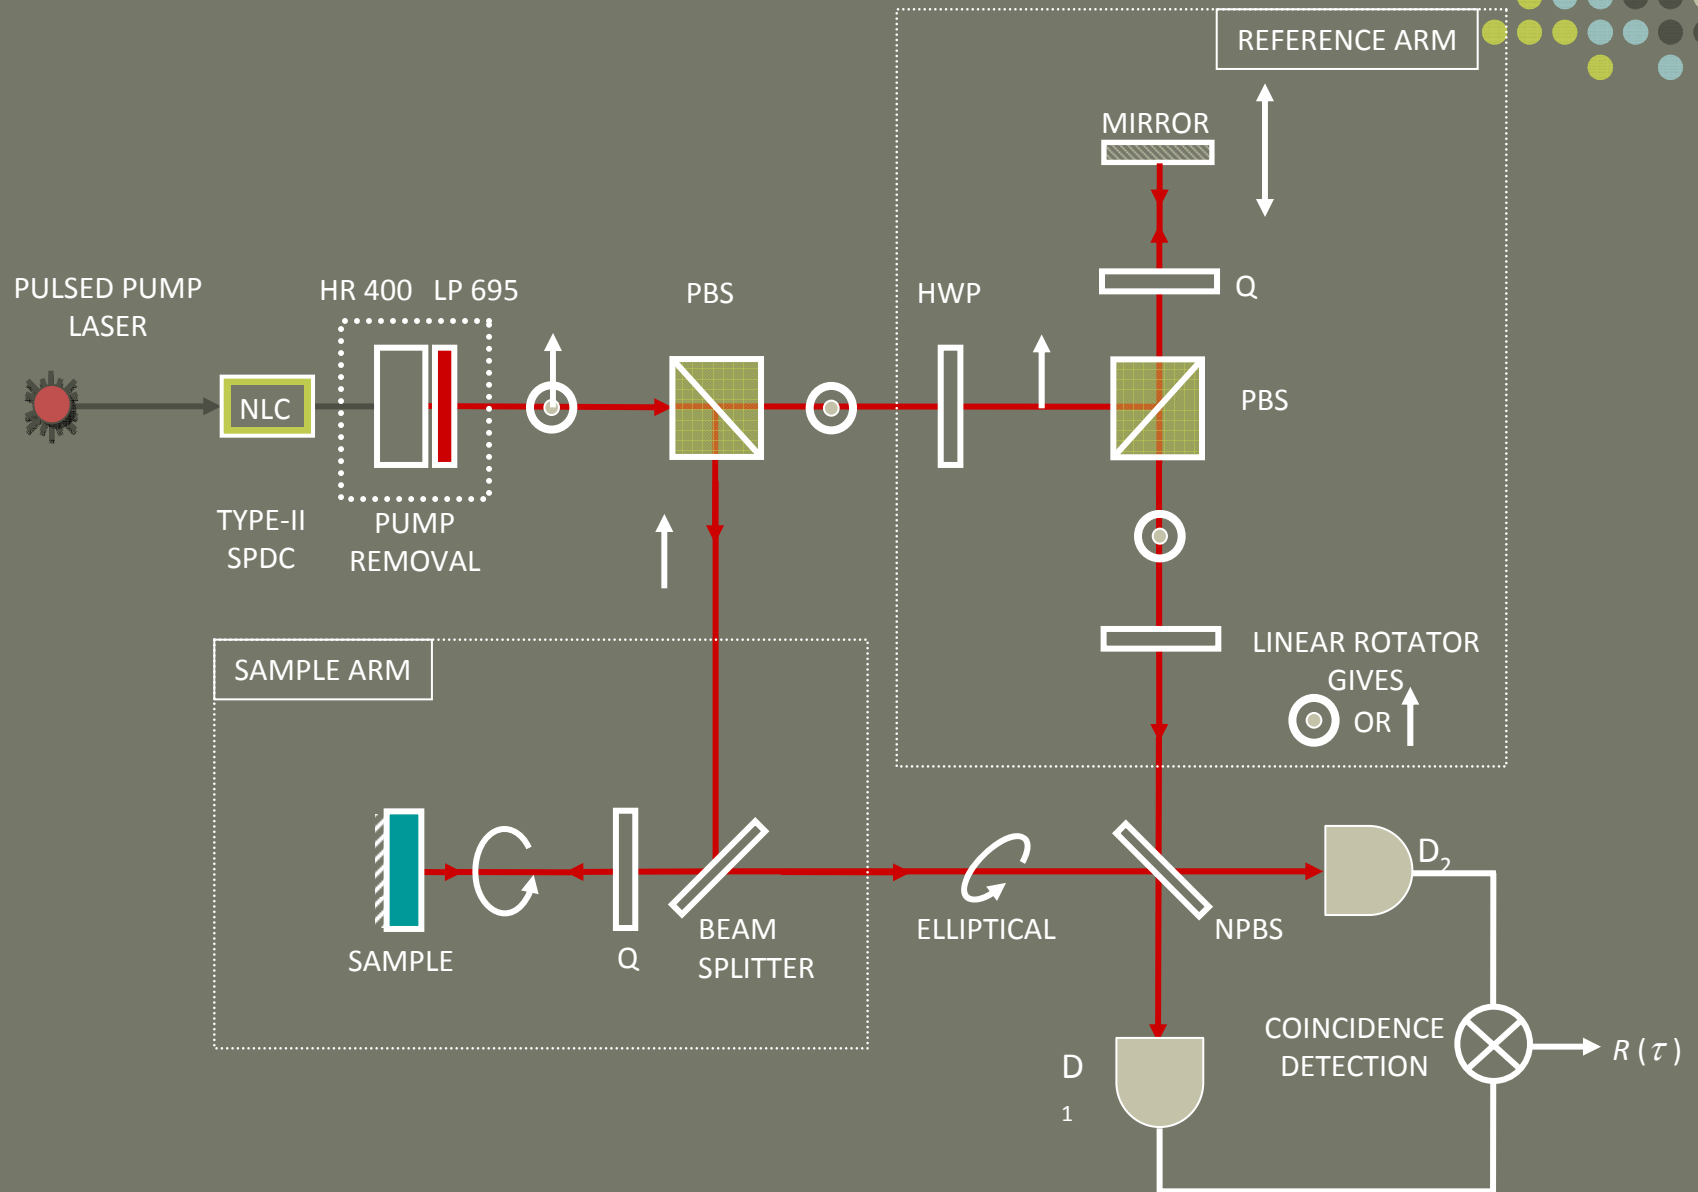 REFERENCE ARM
MIRROR
PULSED PUMP
LASER
HR 400
LP 695
PBS
HWP
Q
NLC
PBS
TYPE-II
SPDC
PUMP
REMOVAL
SAMPLE ARM
LINEAR ROTATOR
GIVES
OR
SAMPLE
Q
BEAM
SPLITTER
ELLIPTICAL
NPBS
D2
COINCIDENCE
DETECTION
R (τ)
D
1